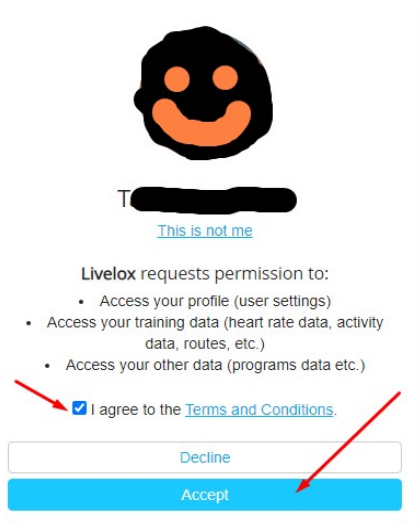 T
This is not me
Livelox requests permission to:
• Access your profile (user settings)
• Access your training data (heart rate data, activity
data, routes, etc.)
• Access your other data (programs data etc.)
I agree to the Terms and Conditions.
Decline
Accept